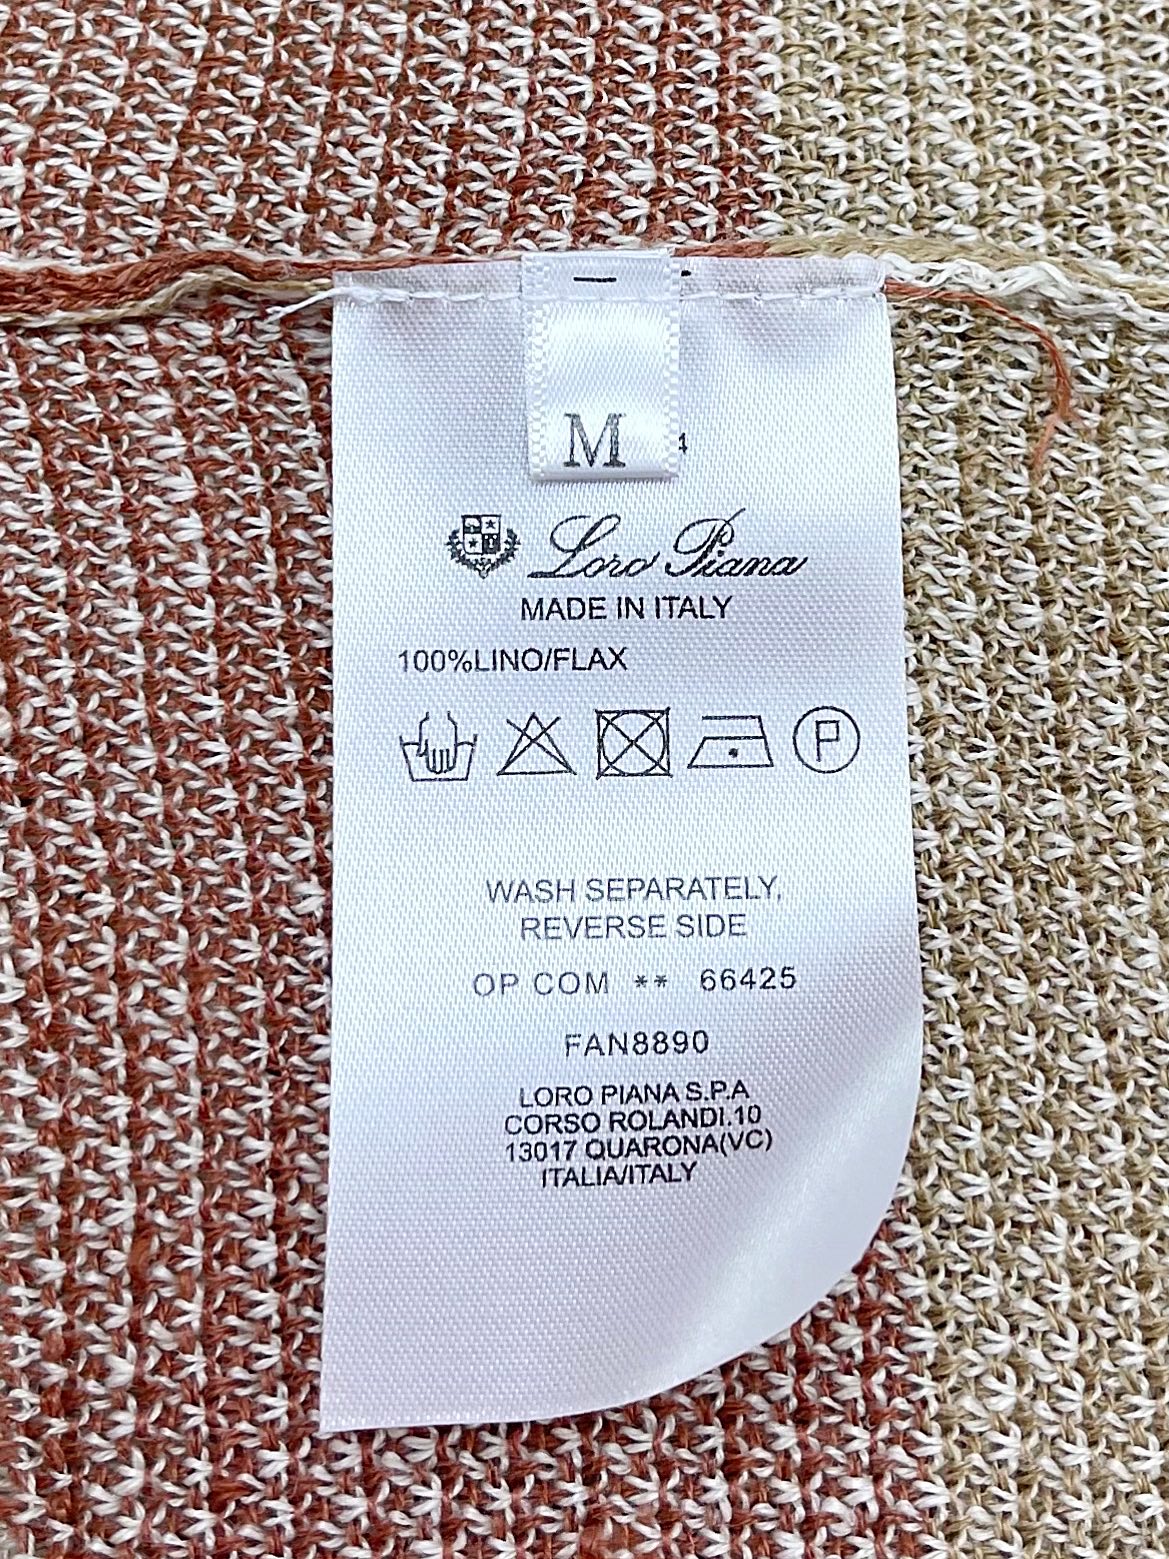 M
Loro Piana
MADE IN ITALY
100%LINO/FLAX
P
WASH SEPARATELY,
REVERSE SIDE
OP COM ** 66425
FAN8890
LORO PIANA S.P.A
CORSO ROLANDI.10
13017 QUARONA(VC)
ITALIA/ITALY